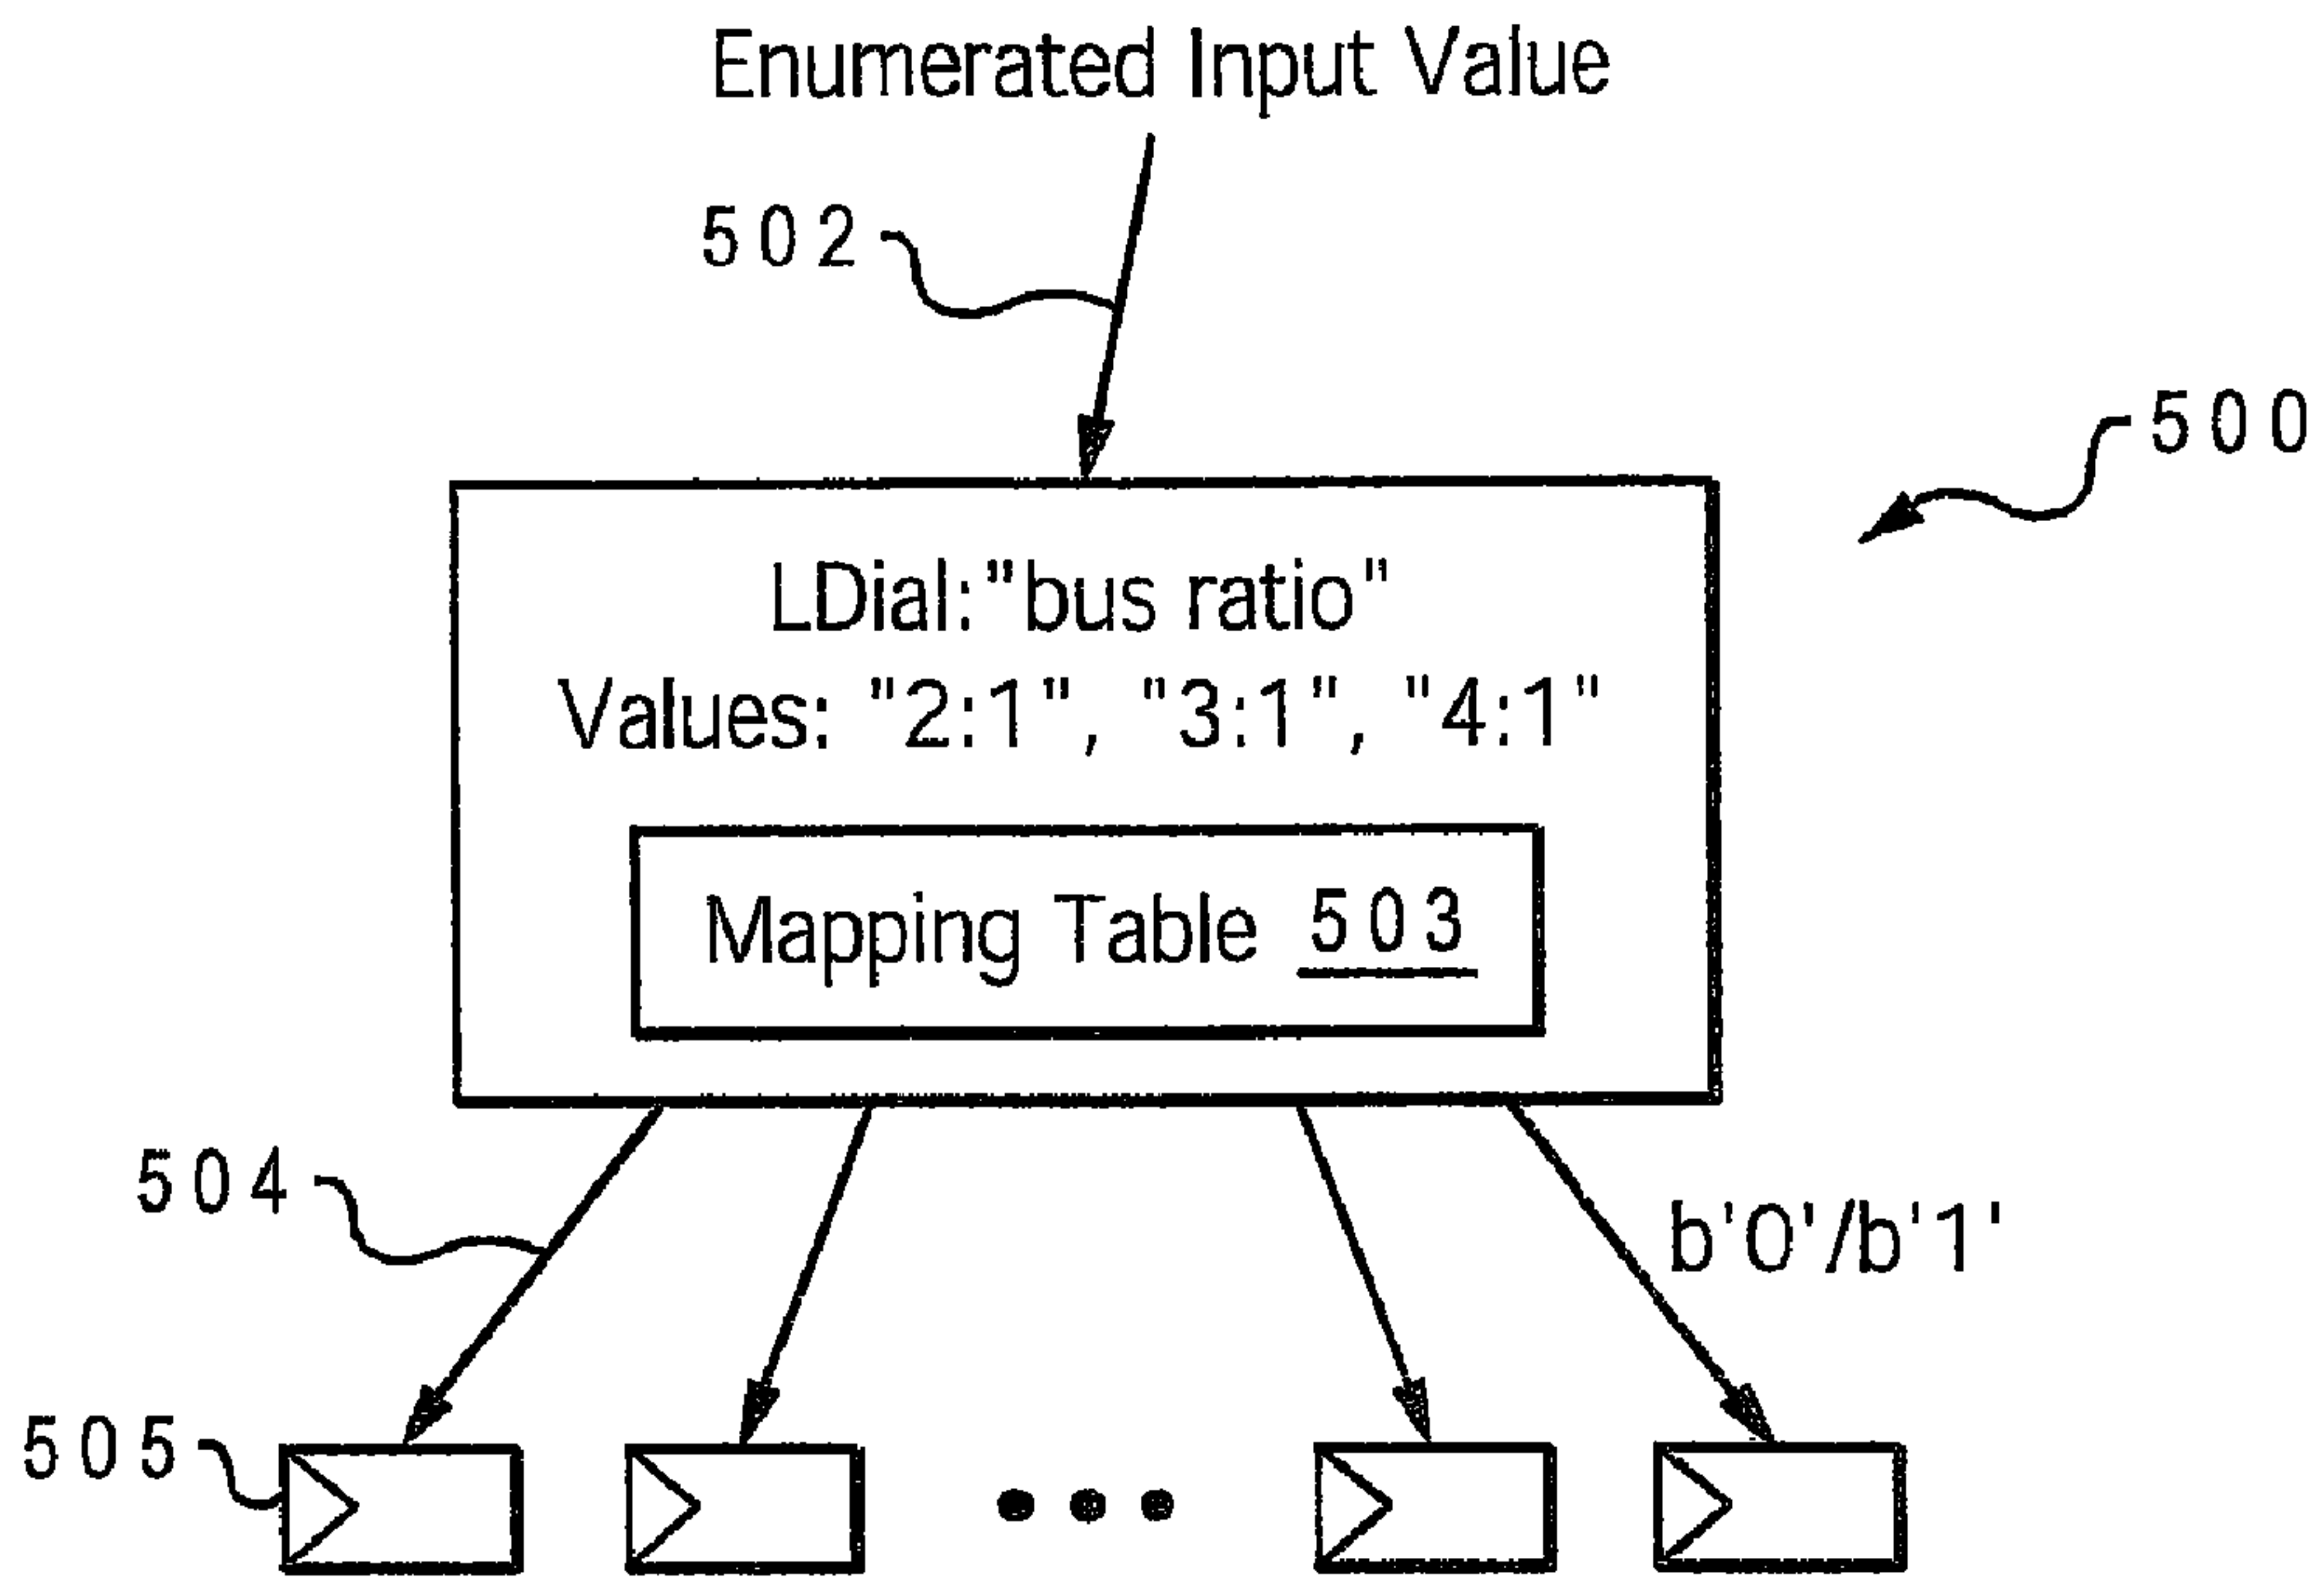 Enumerated Input Value
502
500
LDial:"bus ratio"
Values: "2:1", "3:1", "4:1"
Mapping Table 503
504
b'0'/b'1'
505